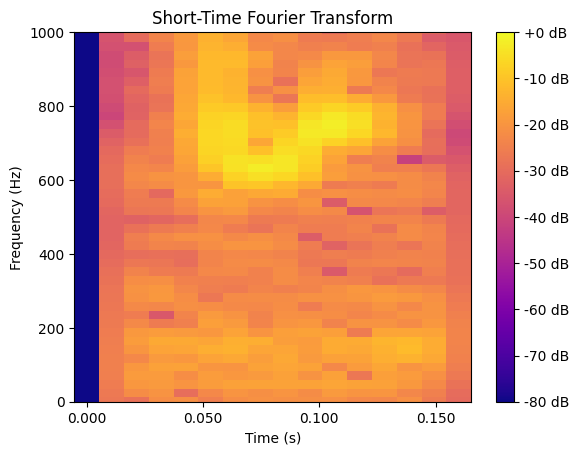 Short-Time Fourier Transform
1000
800
600
400
200
0
Frequency (Hz)
0.000
0.050
0.100
0.150
Time (s)
+0 dB
-10 dB
-20 dB
-30 dB
-40 dB
-50 dB
-60 dB
-70 dB
-80 dB